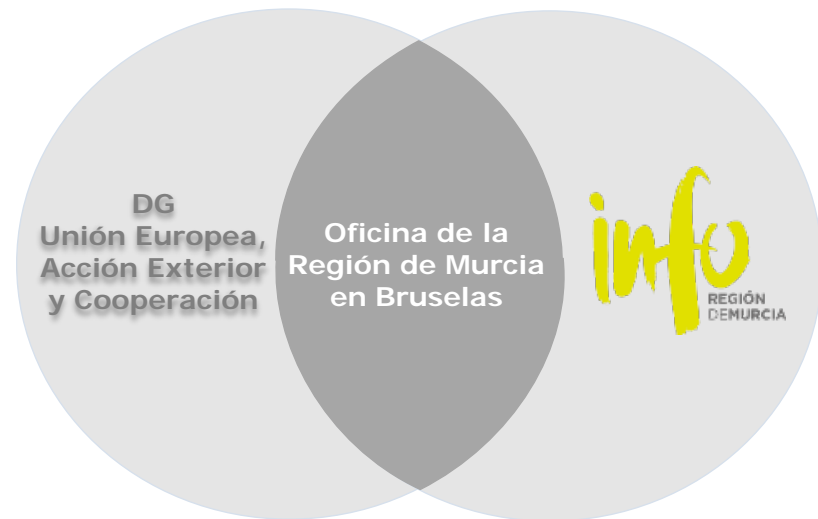 DG
Unión Europea,
Acción Exterior
y Cooperación
Oficina de la
Región de Murcia
en Bruselas
info
REGIÓN
DEMURCIA